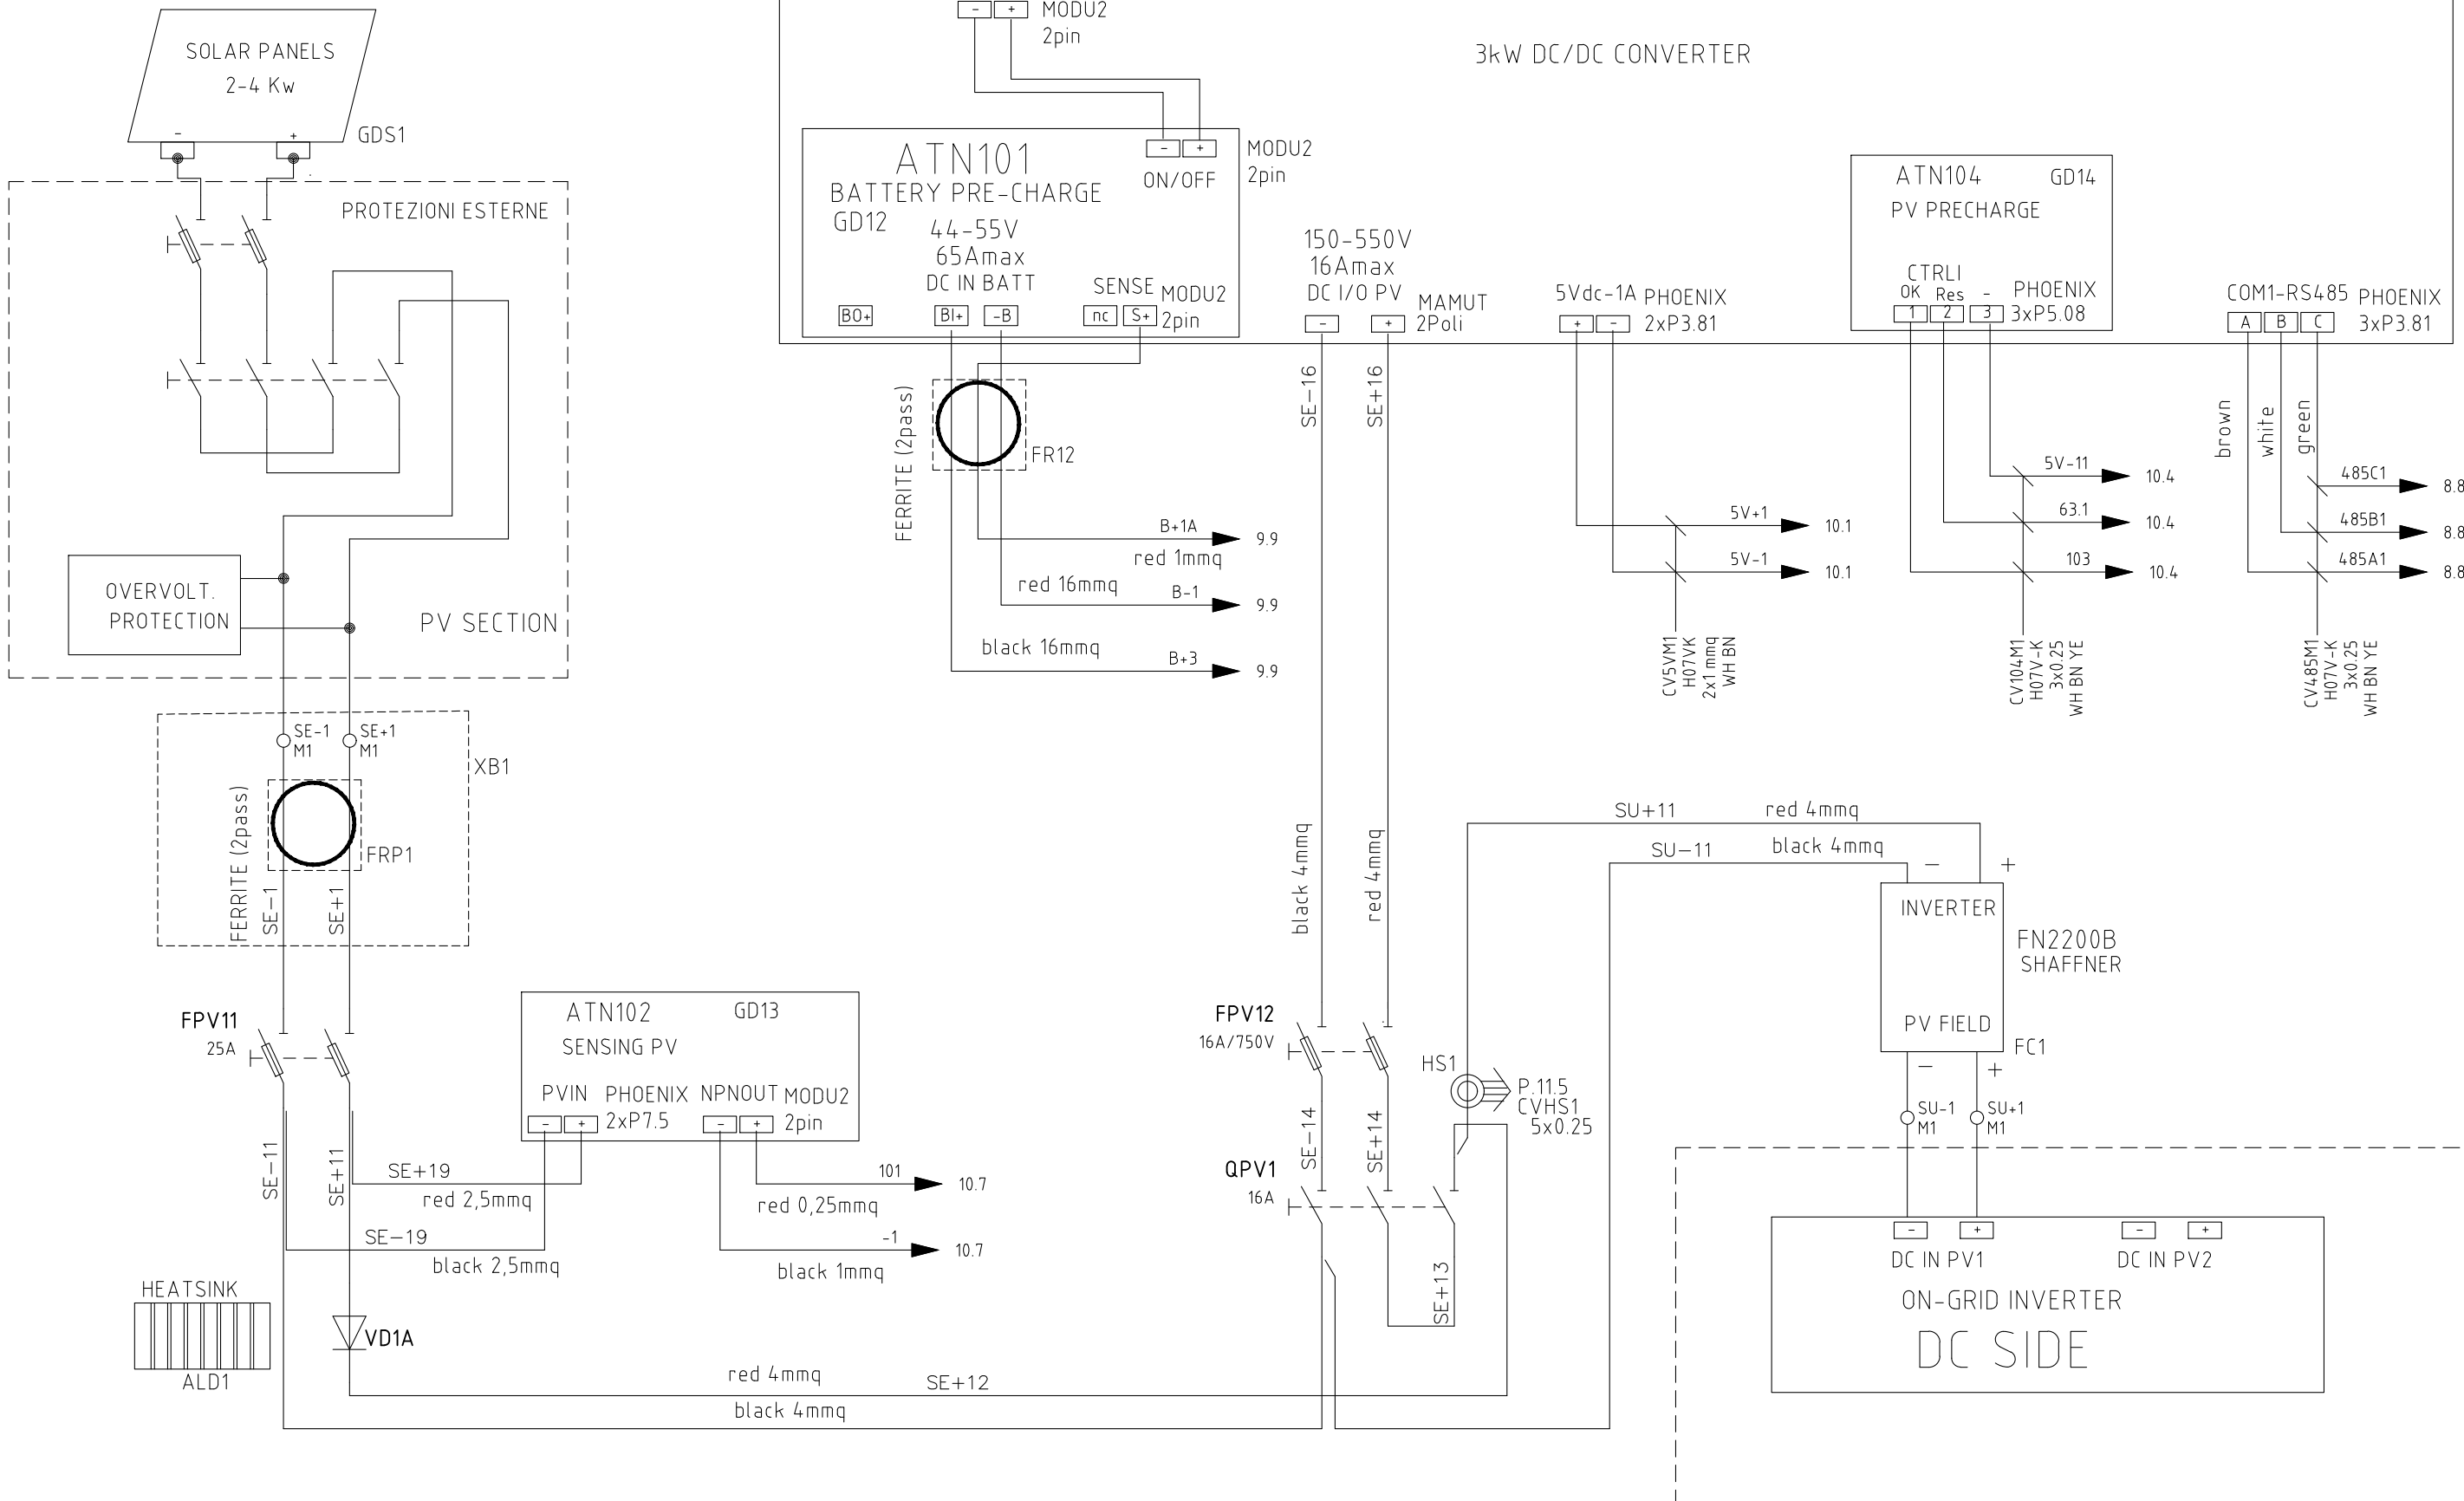 SOLAR PANELS
2-4 Kw
-
+
GDS1
PROTEZIONI ESTERNE
OVERVOLT.
PROTECTION
PV SECTION
SE-1
M1
SE+1
M1
XB1
FERRITE (2pass)
FRP1
SE-1
SE+1
FPV11
25A
SE-11
SE+11
SE+19
red 2,5mmq
SE-19
black 2,5mmq
HEATSINK
ALD1
VD1A
ATN102
GD13
SENSING PV
PVIN
PHOENIX
2xP7.5
NPNOUT
MODU2
2pin
-
+
-
+
101
10.7
red 0,25mmq
-1
10.7
black 1mmq
red 4mmq
SE+12
black 4mmq
-
+
MODU2
2pin
3kW DC/DC CONVERTER
ATN101
BATTERY PRE-CHARGE
GD12
-
+
ON/OFF
MODU2
2pin
44-55V
65Amax
DC IN BATT
SENSE
MODU2
2pin
BO+
BI+
-B
nc
S+
FERRITE (2pass)
FR12
B+1A
9.9
red 1mmq
red 16mmq
B-1
9.9
black 16mmq
B+3
9.9
150-550V
16Amax
DC I/O PV
MAMUT
2Poli
-
+
SE-16
SE+16
black 4mmq
red 4mmq
5Vdc-1A
PHOENIX
2xP3.81
+
-
5V+1
10.1
5V-1
10.1
CV5VM1
H07VK
2x1 mmq
WH BN
ATN104
GD14
PV PRECHARGE
CTRLI
OK
Res
-
PHOENIX
3xP5.08
1
2
3
5V-11
10.4
63.1
10.4
103
10.4
CV104M1
H07V-K
3x0.25
WH BN YE
COM1-RS485
PHOENIX
3xP3.81
A
B
C
brown
white
green
485C1
8.8
485B1
8.8
485A1
8.8
CV485M1
H07V-K
3x0.25
WH BN YE
FPV12
16A/750V
SE-14
SE+14
QPV1
16A
SE+13
HS1
P.11.5
CVHS1
5x0.25
SU+11
red 4mmq
SU-11
black 4mmq
-
+
INVERTER
FN2200B
SHAFFNER
PV FIELD
FC1
-
+
SU-1
M1
SU+1
M1
-
+
-
+
DC IN PV1
DC IN PV2
ON-GRID INVERTER
DC SIDE